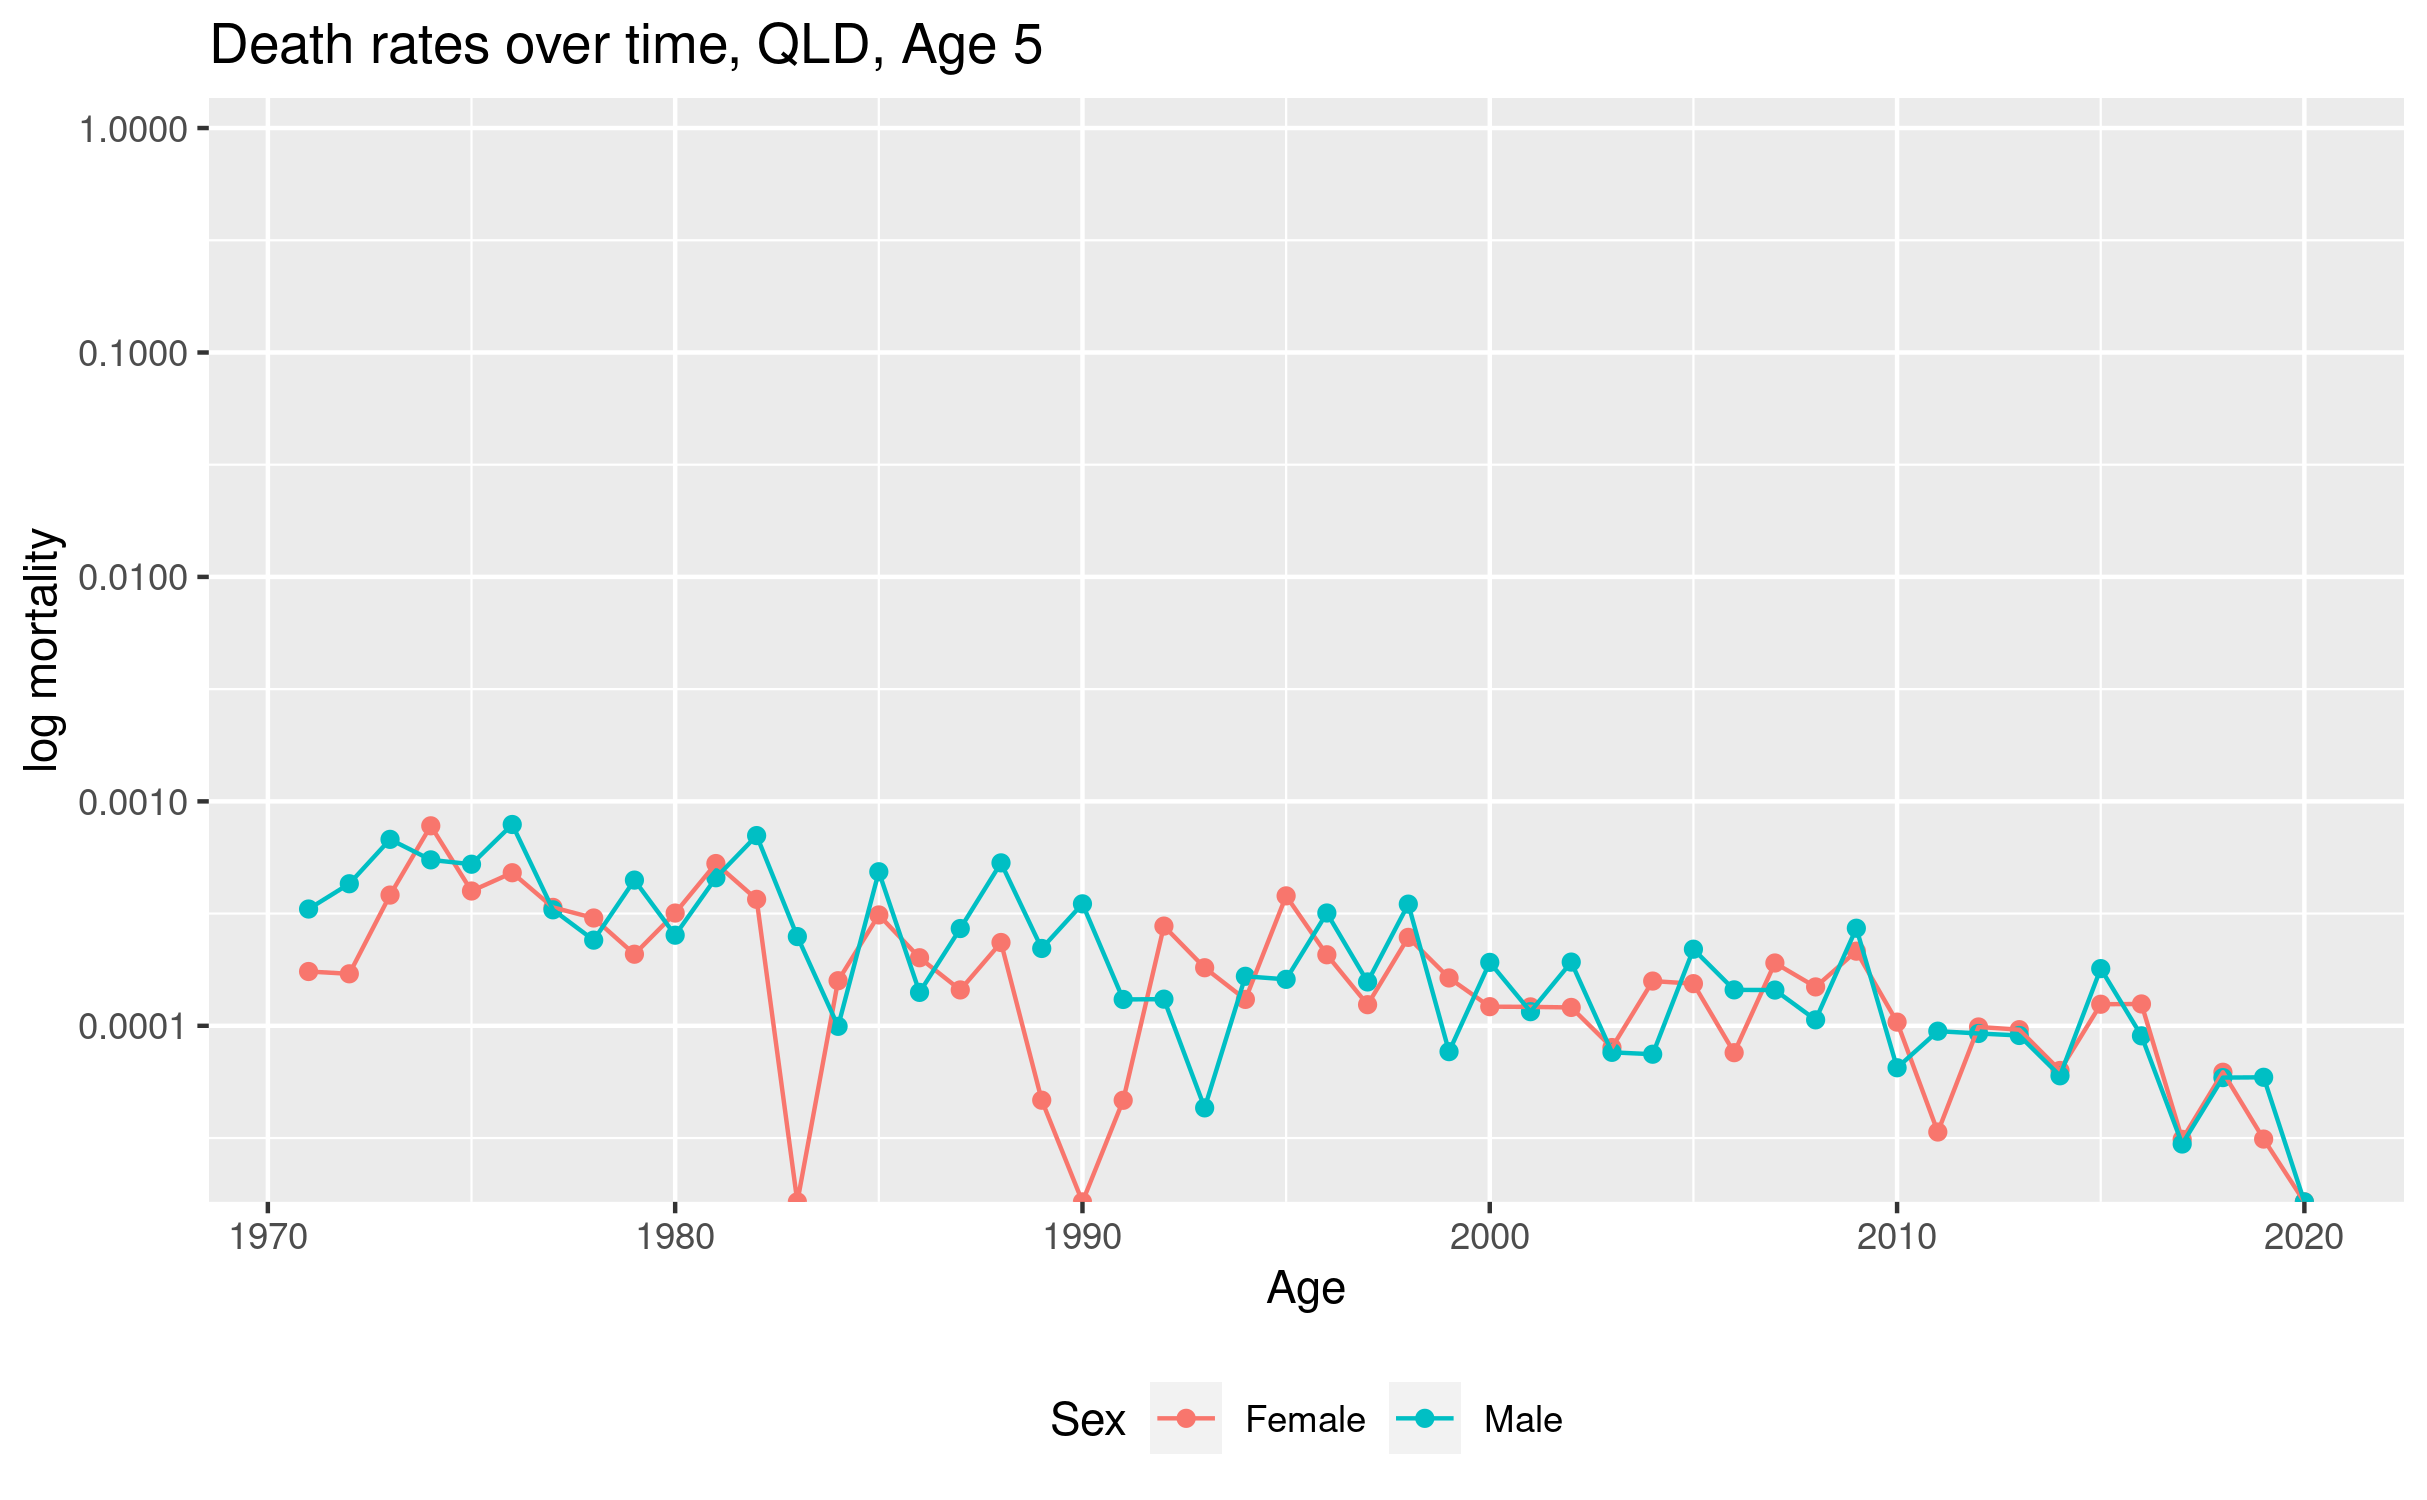 Death rates over time, QLD, Age 5
log mortality
1.0000
0.1000
0.0100
0.0010
0.0001
1970 1980 1990 2000 2010 2020
Age
Sex Female Male